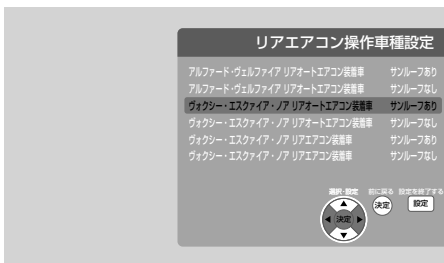 リアエアコン操作車種設定
アルファード・ヴェルファイア リアオートエアコン装着車 サンルーフあり
アルファード・ヴェルファイア リアオートエアコン装着車 サンルーフなし
ヴォクシー・エスクァイア・ノア リアオートエアコン装着車 サンルーフあり
ヴォクシー・エスクァイア・ノア リアオートエアコン装着車 サンルーフなし
ヴォクシー・エスクァイア・ノア リアエアコン装着車 サンルーフあり
ヴォクシー・エスクァイア・ノア リアエアコン装着車 サンルーフなし
選択・設定 前に戻る 設定を終了する
決定 決定 設定